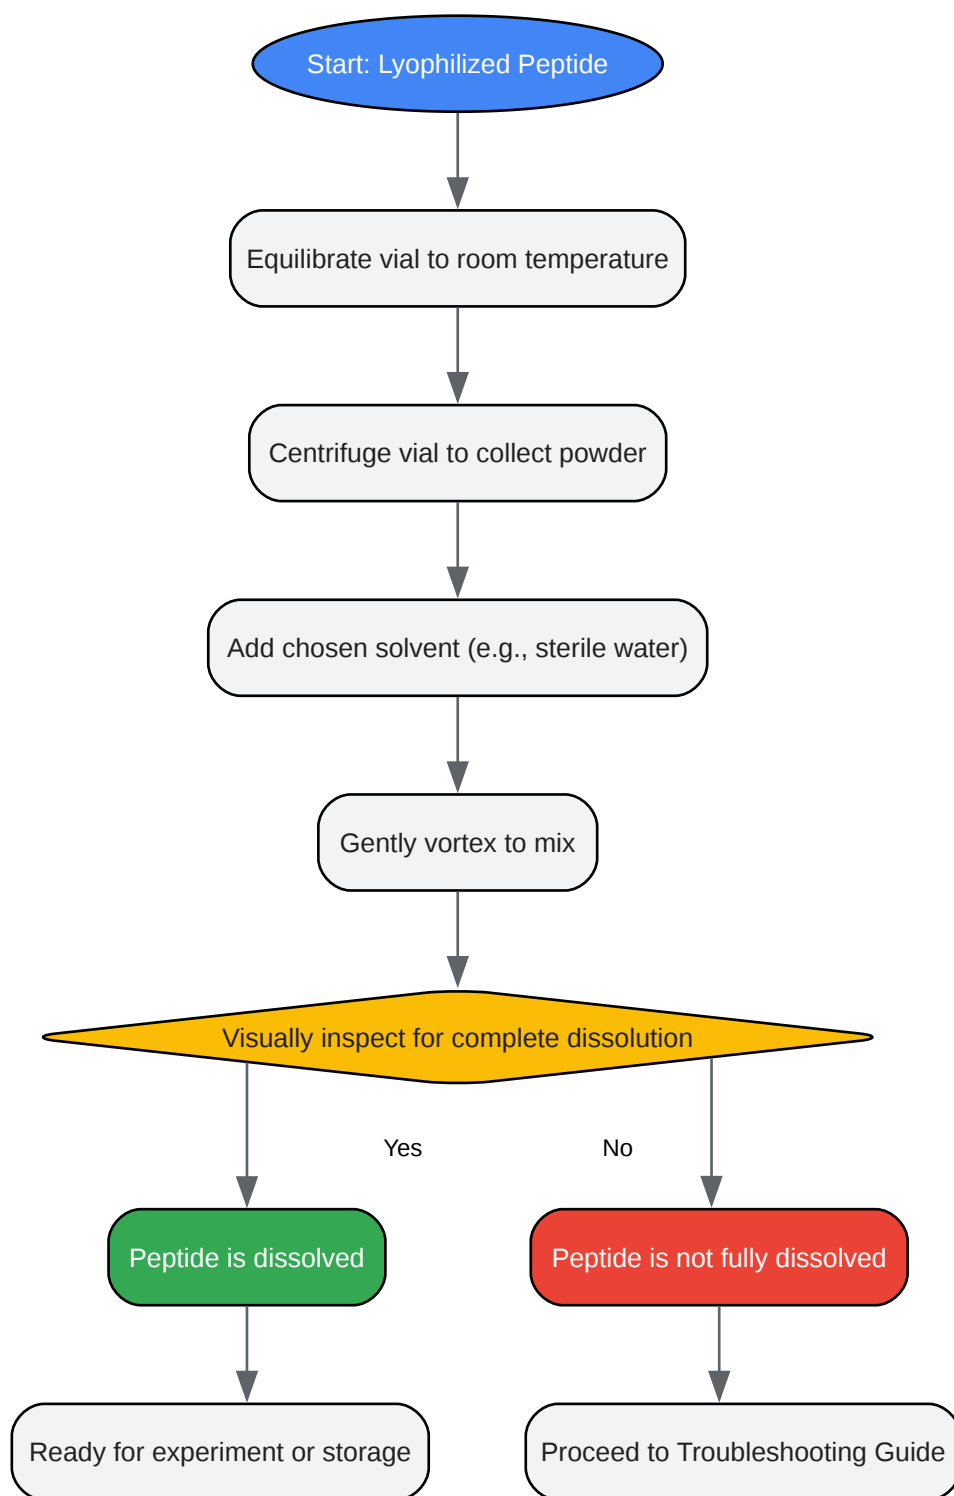 Start: Lyophilized Peptide
Equilibrate vial to room temperature
Centrifuge vial to collect powder
Add chosen solvent (e.g., sterile water)
Gently vortex to mix
Visually inspect for complete dissolution
Yes
No
Peptide is dissolved
Peptide is not fully dissolved
Ready for experiment or storage
Proceed to Troubleshooting Guide